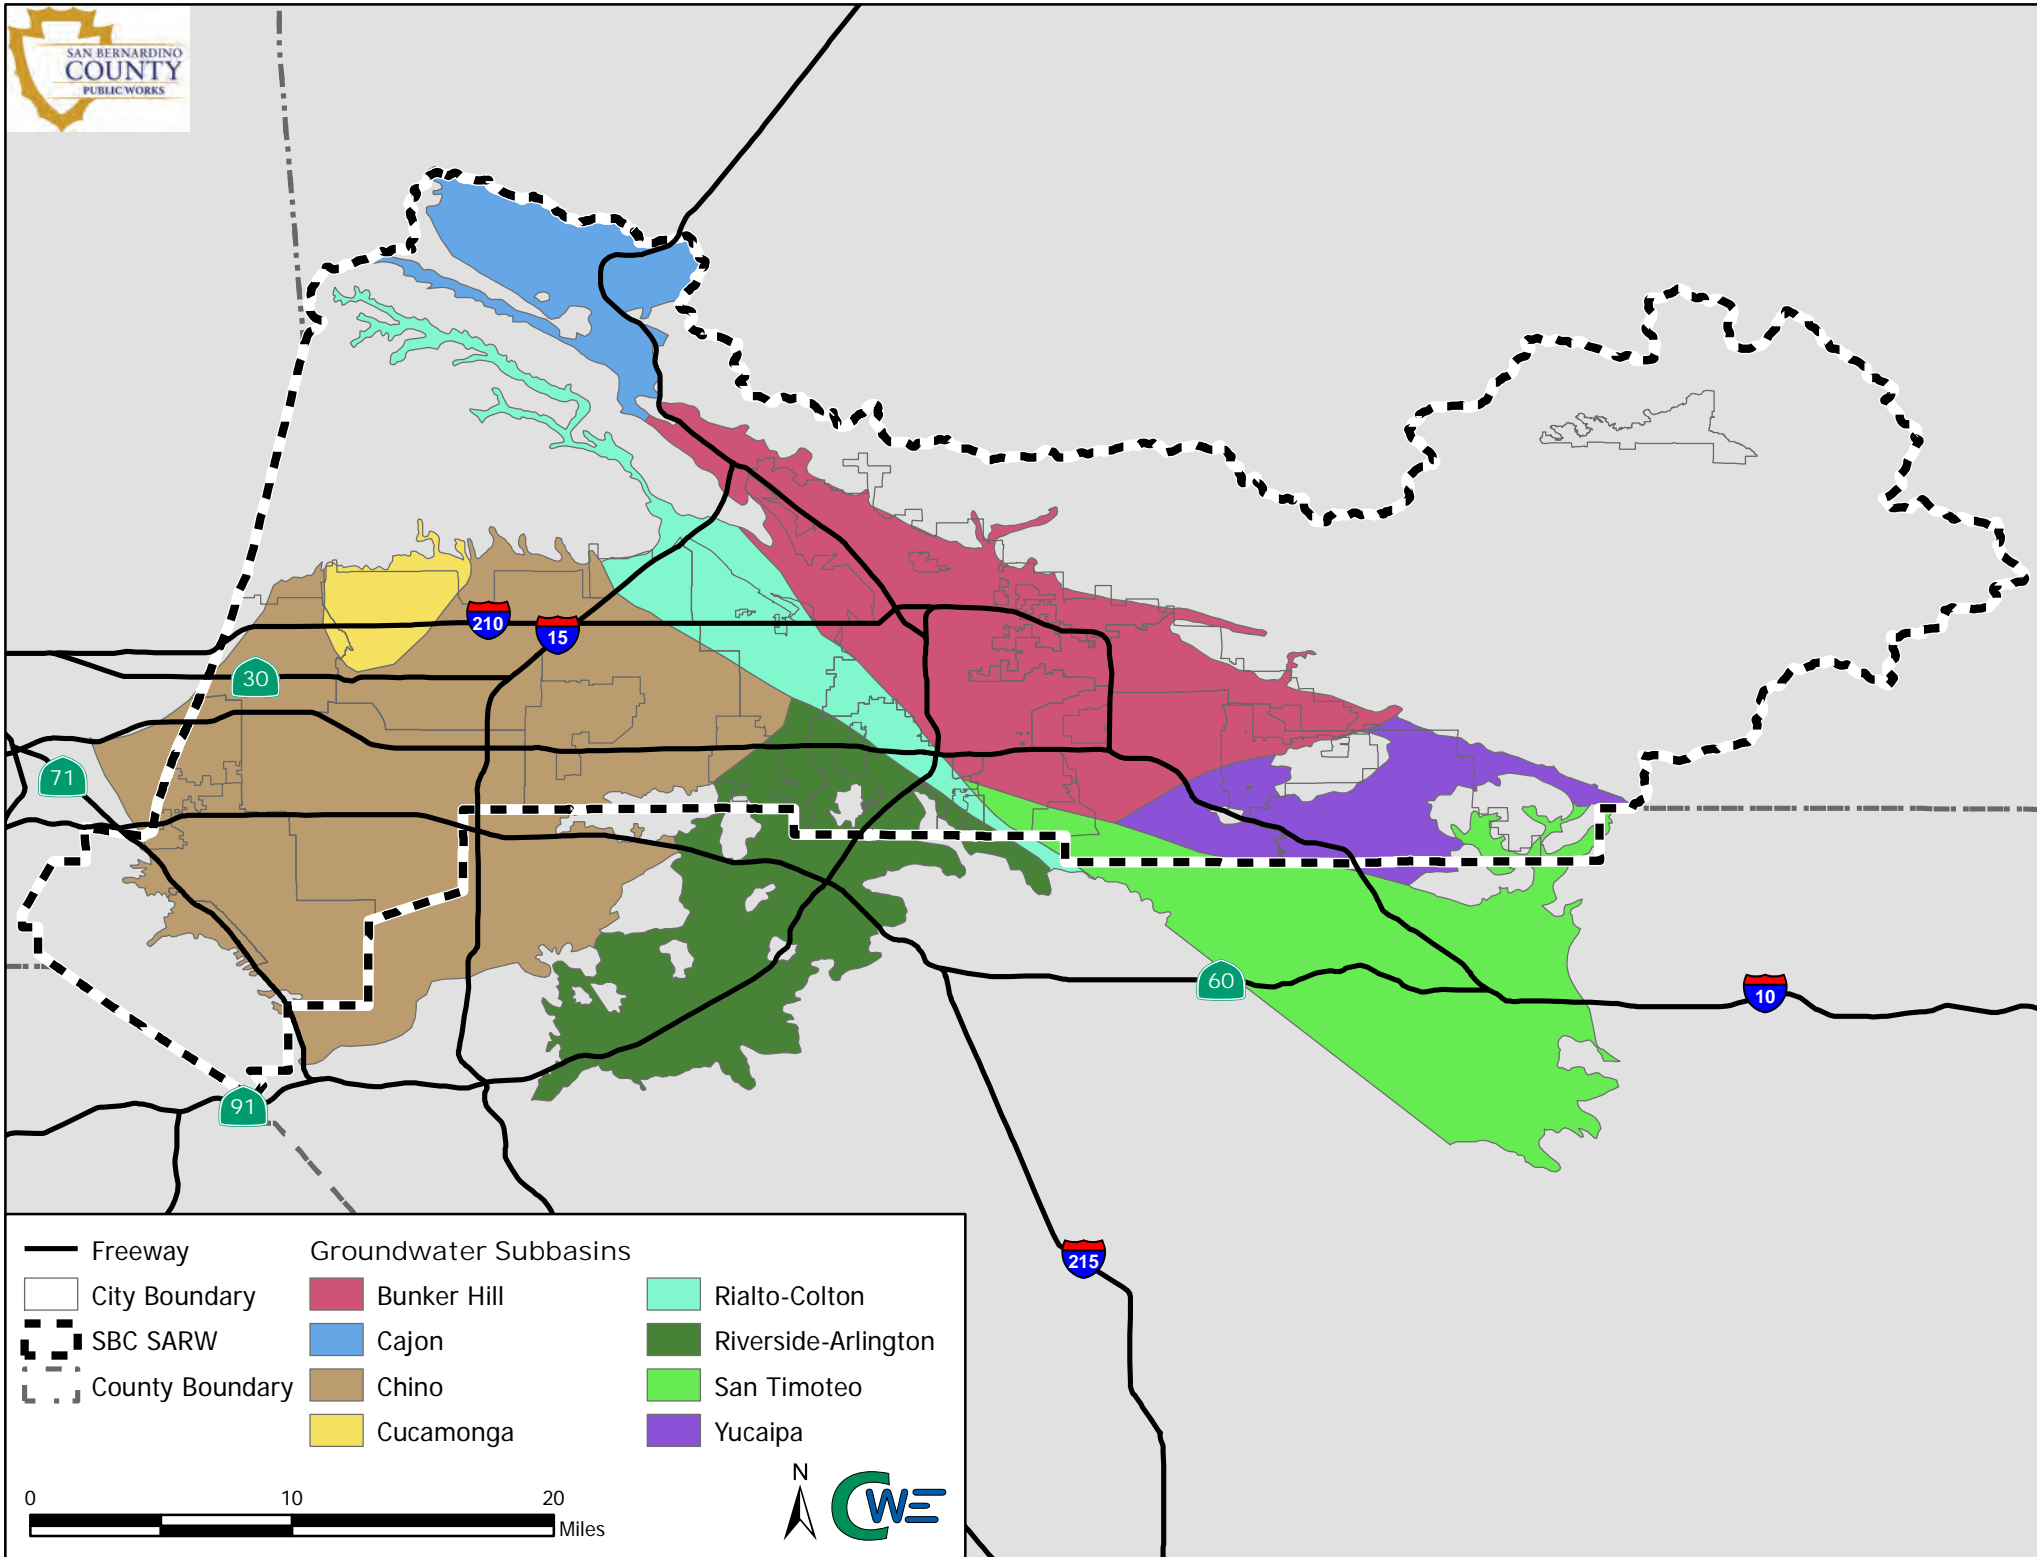 SAN BERNARDINO
COUNTY
PUBLIC WORKS
210
15
30
71
60
10
91
215
Freeway
City Boundary
SBC SARW
County Boundary
Groundwater Subbasins
Bunker Hill
Cajon
Chino
Cucamonga
Rialto-Colton
Riverside-Arlington
San Timoteo
Yucaipa
0 10 20
Miles
N
CWE